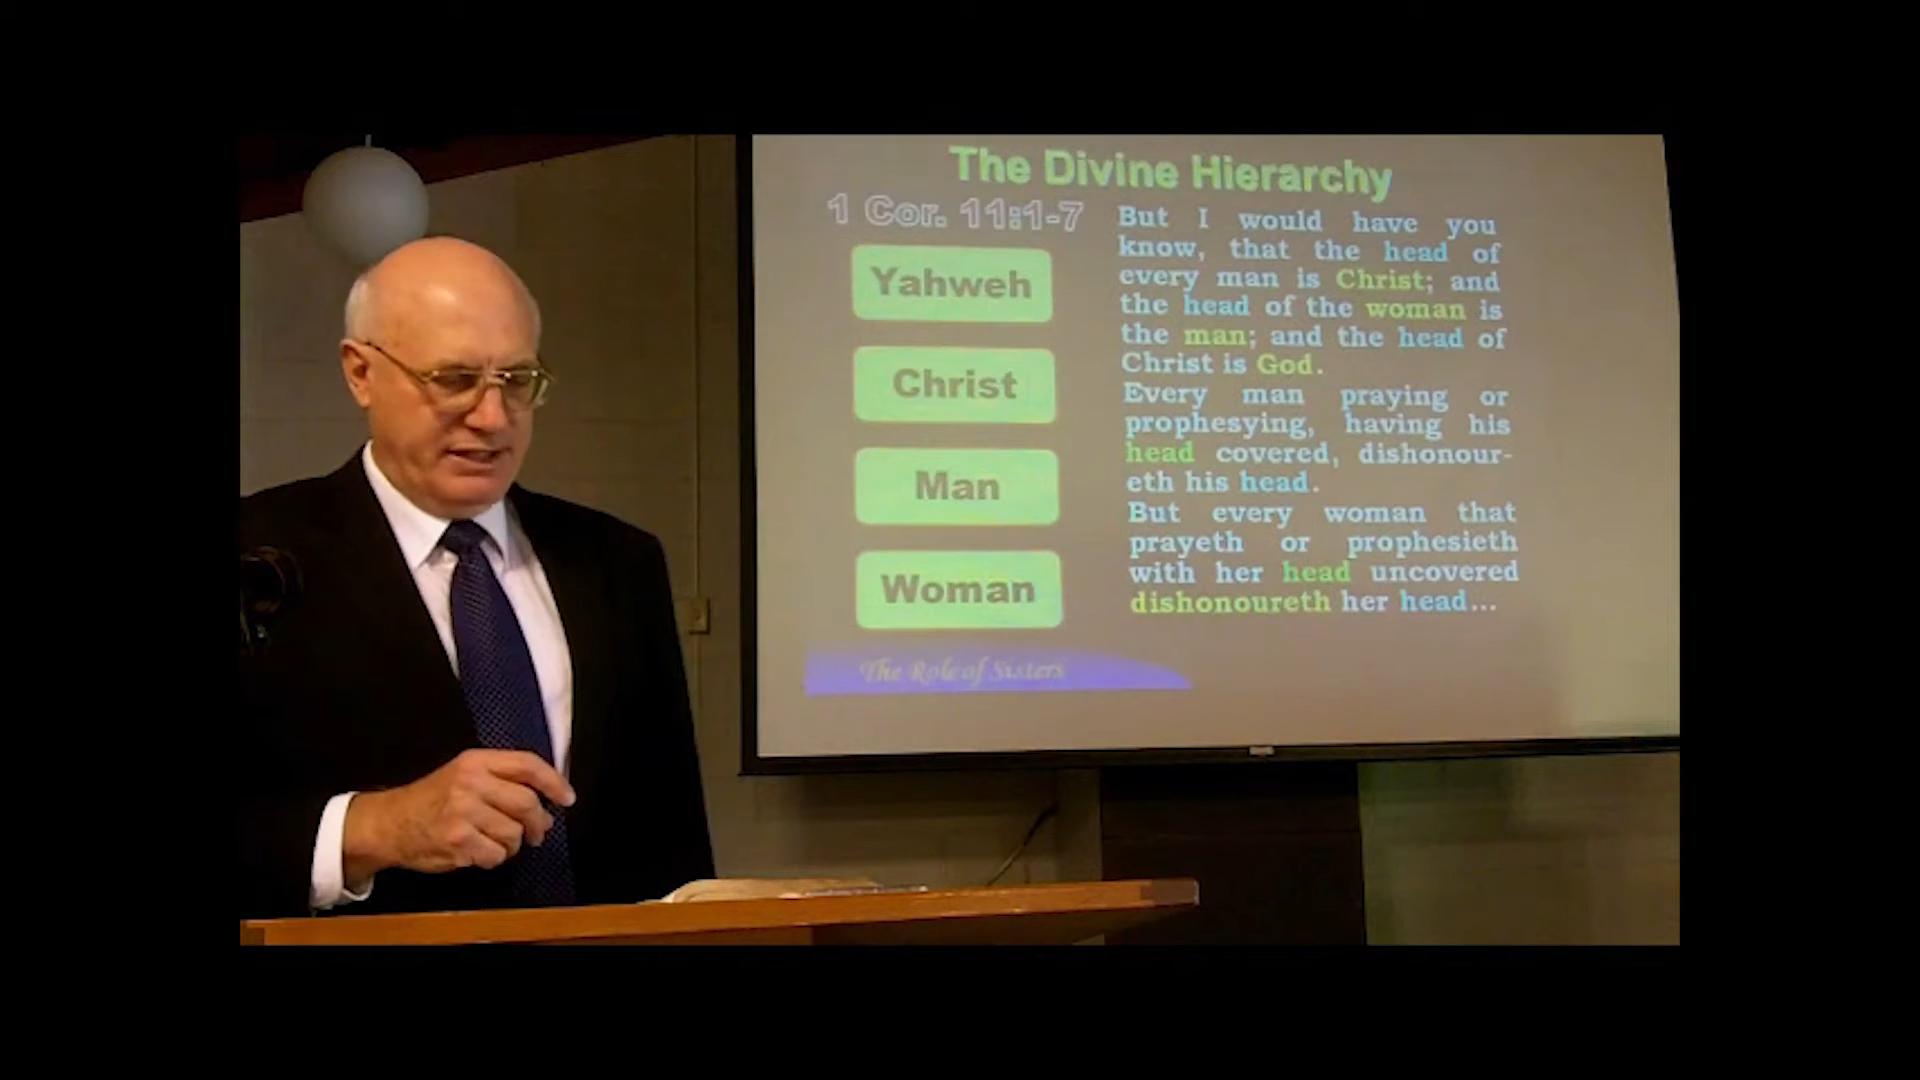 The Divine Hierarchy
1 Cor. 11:1-7
Yahweh
Christ
Man
Woman
But I would have you
know, that the head of
every man is Christ; and
the head of the woman is
the man; and the head of
Christ is God.
Every man praying or
prophesying, having his
head covered, dishonour-
eth his head.
But every woman that
prayeth or prophesieth
with her head uncovered
dishonoureth her head...
The Role of Sisters